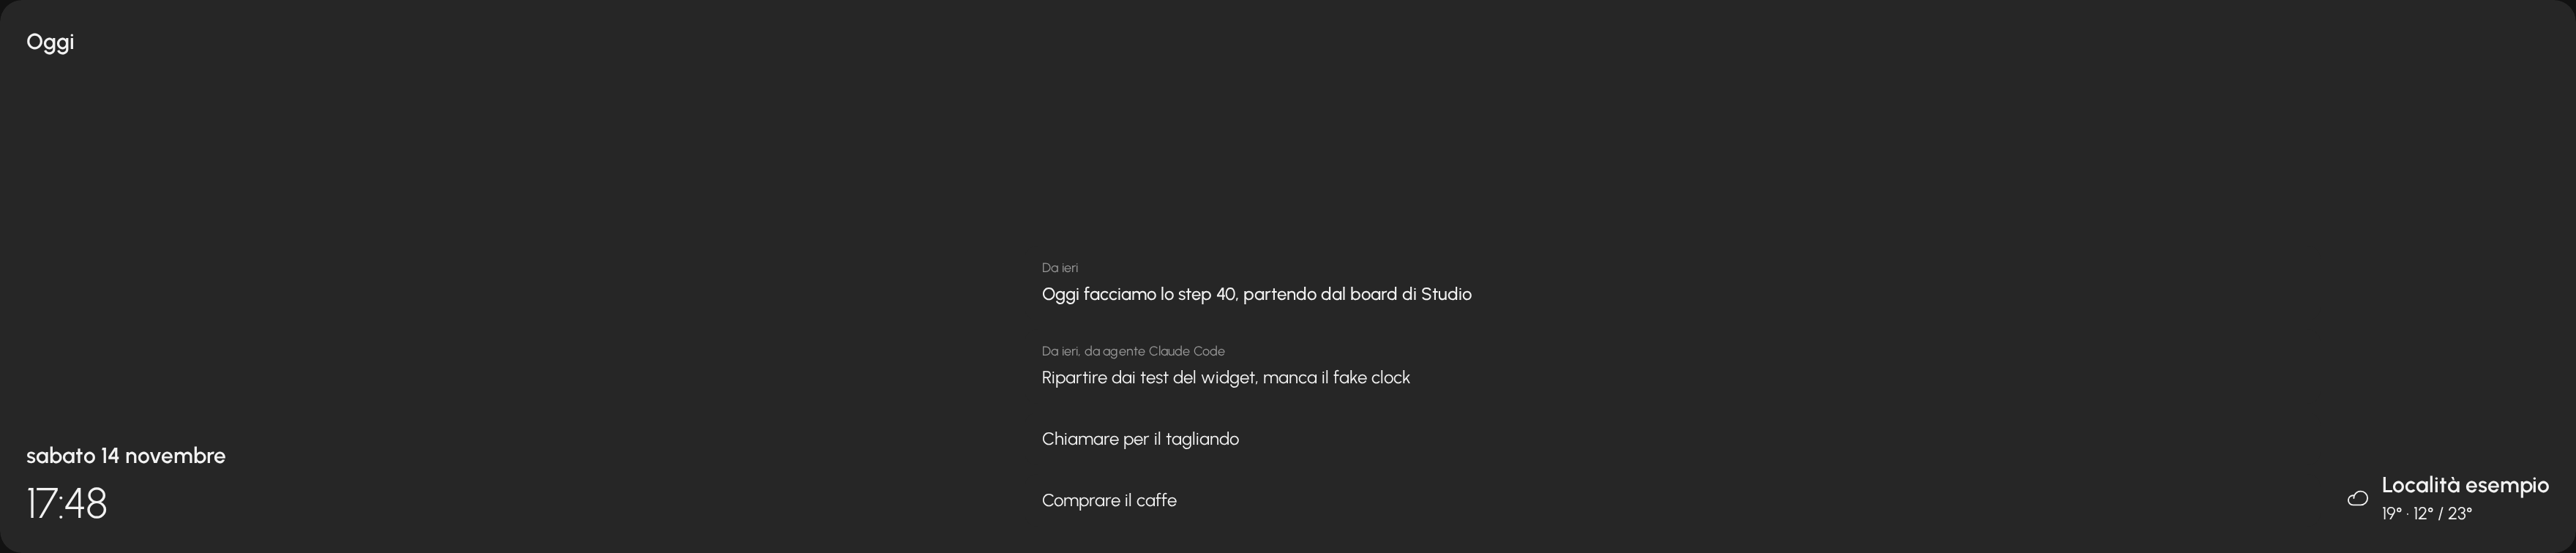 Oggi
Da ieri
Oggi facciamo lo step 40, partendo dal board di Studio
Da ieri, da agente Claude Code
Ripartire dai test del widget, manca il fake clock
Chiamare per il tagliando
Comprare il caffe
sabato 14 novembre
17:48
Località esempio
19° · 12° / 23°